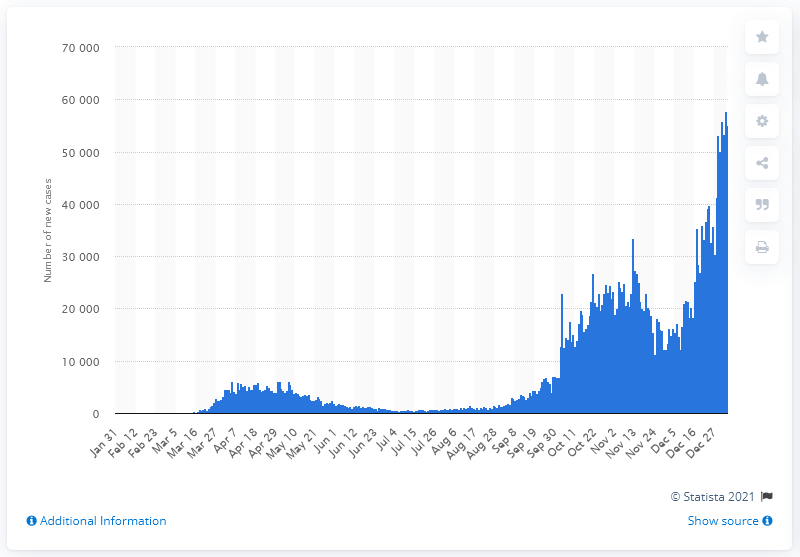 70 000
60 000
50 000
40 000
30 000
20 000
10 000
0
Number of new cases
Jan 31
Feb 12
Feb 23
Mar 5
Mar 16
Mar 27
Apr 7
Apr 18
Apr 29
May 10
May 21
Jun 1
Jun 12
Jun 23
Jul 4
Jul 15
Jul 26
Aug 6
Aug 17
Aug 28
Sep 8
Sep 19
Sep 30
Oct 11
Oct 22
Nov 2
Nov 13
Nov 24
Dec 5
Dec 16
Dec 27
© Statista 2021
Additional Information
Show source